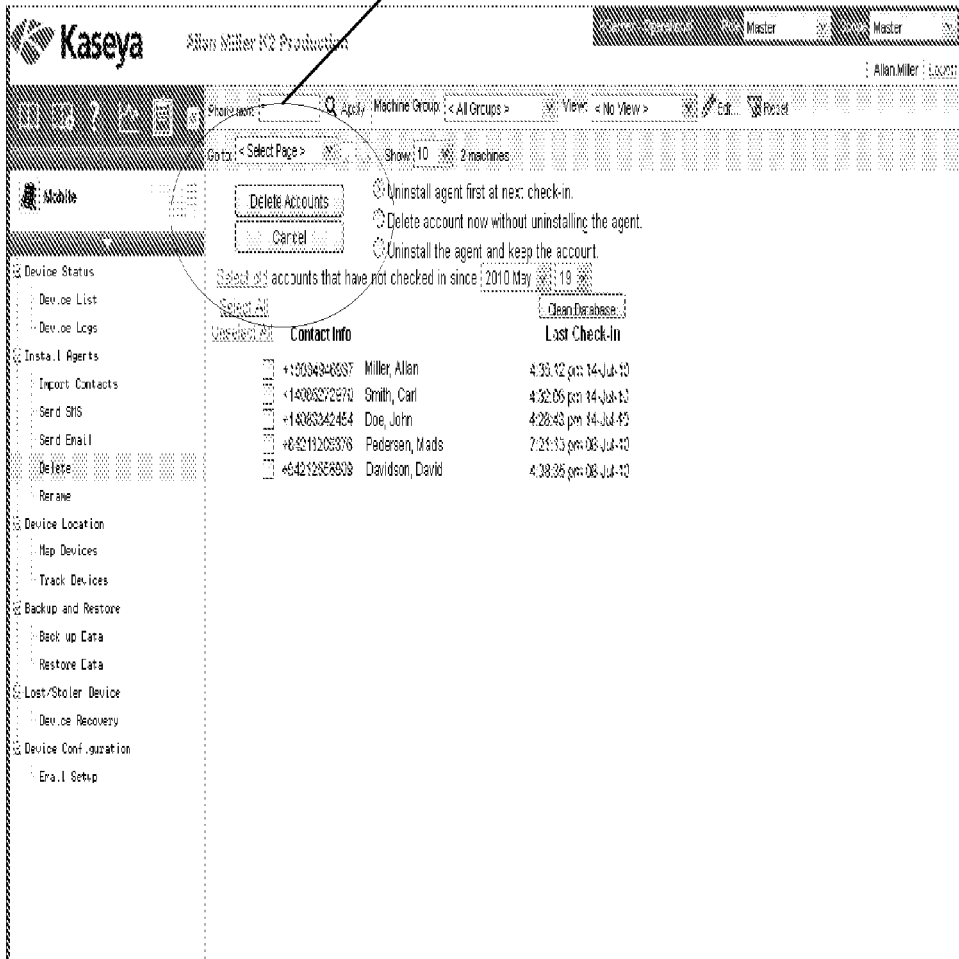 Kaseya
Allan Miller K2 Production
Master
Master
Allan.Miller
Apply Machine Group: < All Groups > View: < No View > Edit... Reset
Go to: < Select Page > Show 10 2 machines
Mobile
Delete Accounts
Cancel
Uninstall agent first at next check-in.
Delete account now without uninstalling the agent.
Uninstall the agent and keep the account.
Select old accounts that have not checked in since 2010 May 19
Select All
Clean Database
Unselect All Contact Info Last Check-in
Miller, Allan
Smith, Carl
Doe, John
Pedersen, Mads
Davidson, David
Device Status
Device List
Device Logs
Install Agents
Import Contacts
Send SMS
Send Email
Delete
Rename
Device Location
Map Devices
Track Devices
Backup and Restore
Back up Data
Restore Data
Lost/Stolen Device
Device Recovery
Device Configuration
Email Setup